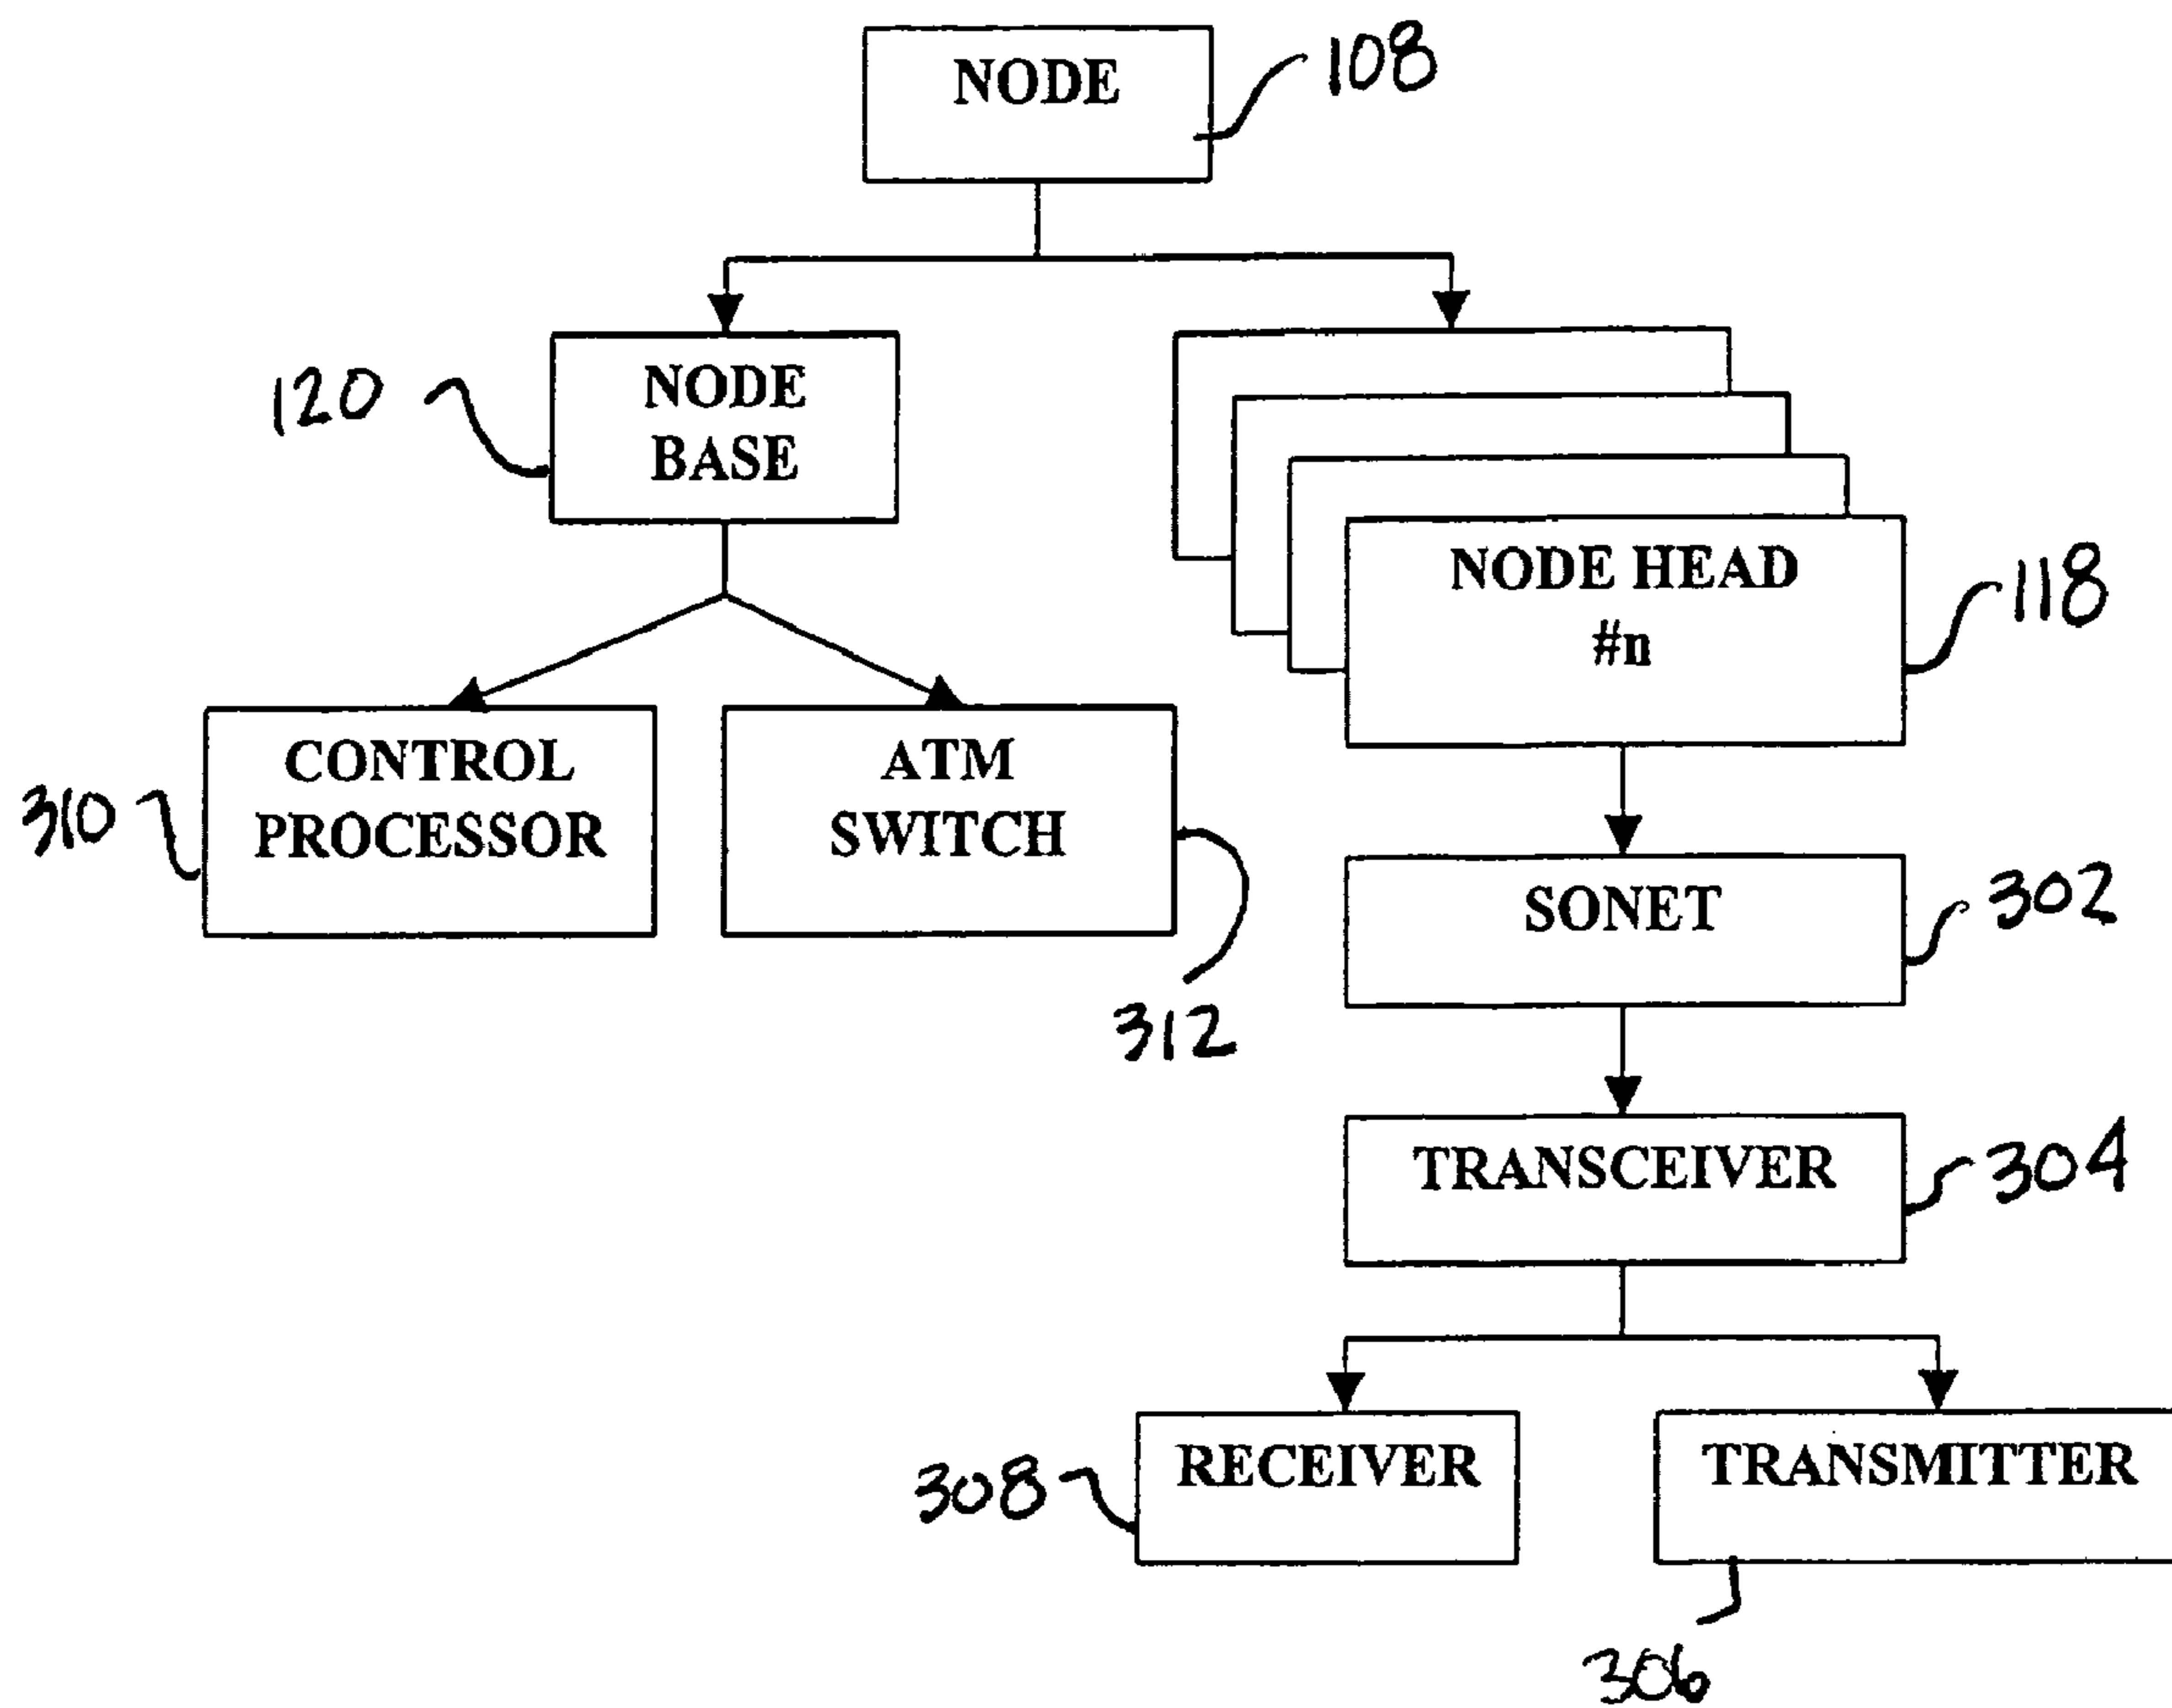 NODE
108
NODE
BASE
120
NODE HEAD
#n
118
CONTROL
PROCESSOR
310
ATM
SWITCH
312
SONET
302
TRANSCEIVER
304
RECEIVER
308
TRANSMITTER
306